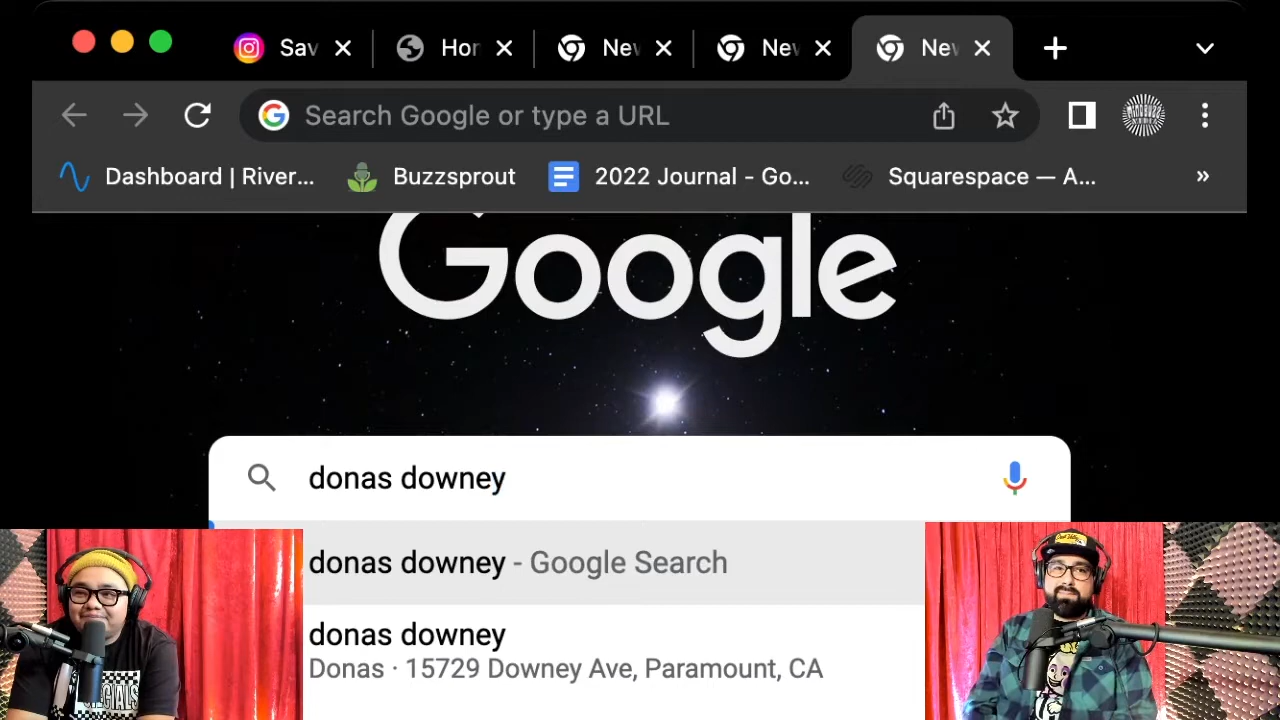 Sav
Hor
Nev
Nev
Nev
Search Google or type a URL
Dashboard | River...
Buzzsprout
2022 Journal - Go...
Squarespace — A...
Google
donas downey
donas downey - Google Search
donas downey
Donas · 15729 Downey Ave, Paramount, CA
SPECIALS